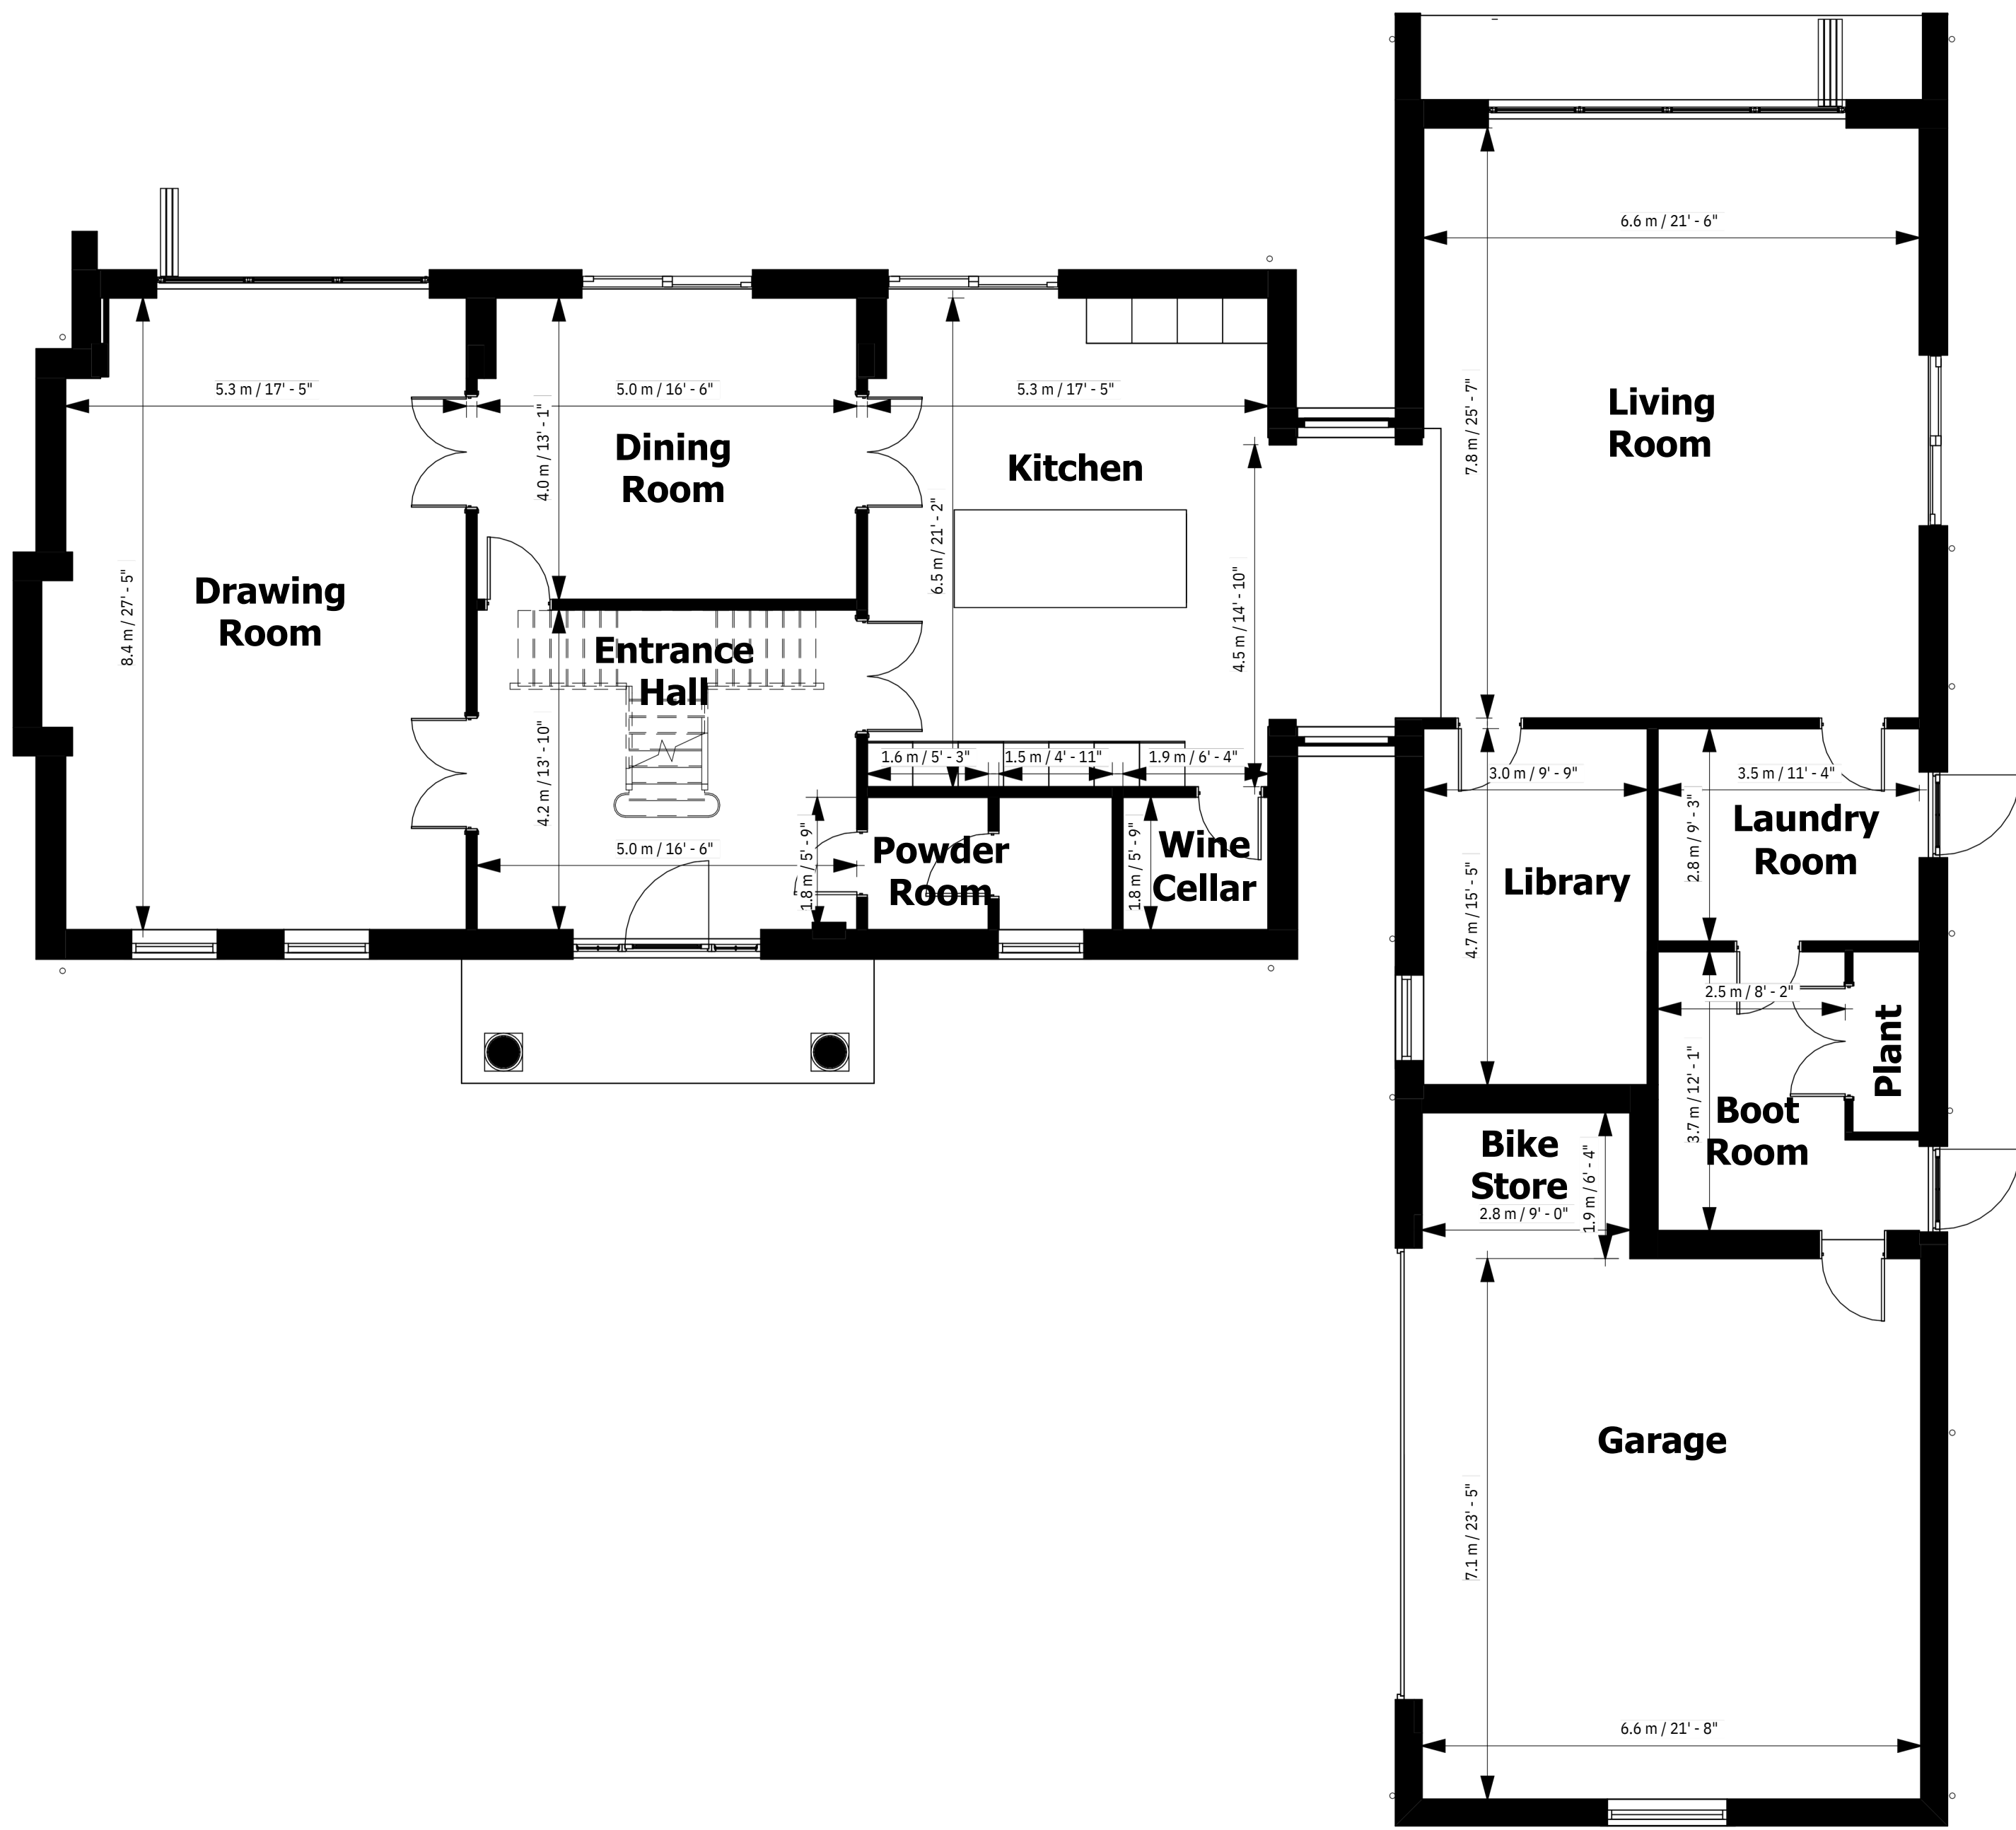 6.6 m / 21' - 6"
7.8 m / 25' - 7"
Living
Room
5.3 m / 17' - 5"
8.4 m / 27' - 5"
Drawing
Room
5.0 m / 16' - 6"
4.0 m / 13' - 1"
Dining
Room
5.3 m / 17' - 5"
6.5 m / 21' - 2"
Kitchen
4.5 m / 14' - 10"
Entrance
Hall
4.2 m / 13' - 10"
5.0 m / 16' - 6"
1.6 m / 5' - 3"
1.5 m / 4' - 11"
1.9 m / 6' - 4"
1.8 m / 5' - 9"
Powder
Room
1.8 m / 5' - 9"
Wine
Cellar
3.0 m / 9' - 9"
4.7 m / 15' - 5"
Library
3.5 m / 11' - 4"
2.8 m / 9' - 3"
Laundry
Room
2.5 m / 8' - 2"
3.7 m / 12' - 1"
Boot
Room
Plant
Bike
Store
2.8 m / 9' - 0"
1.9 m / 6' - 4"
Garage
7.1 m / 23' - 5"
6.6 m / 21' - 8"